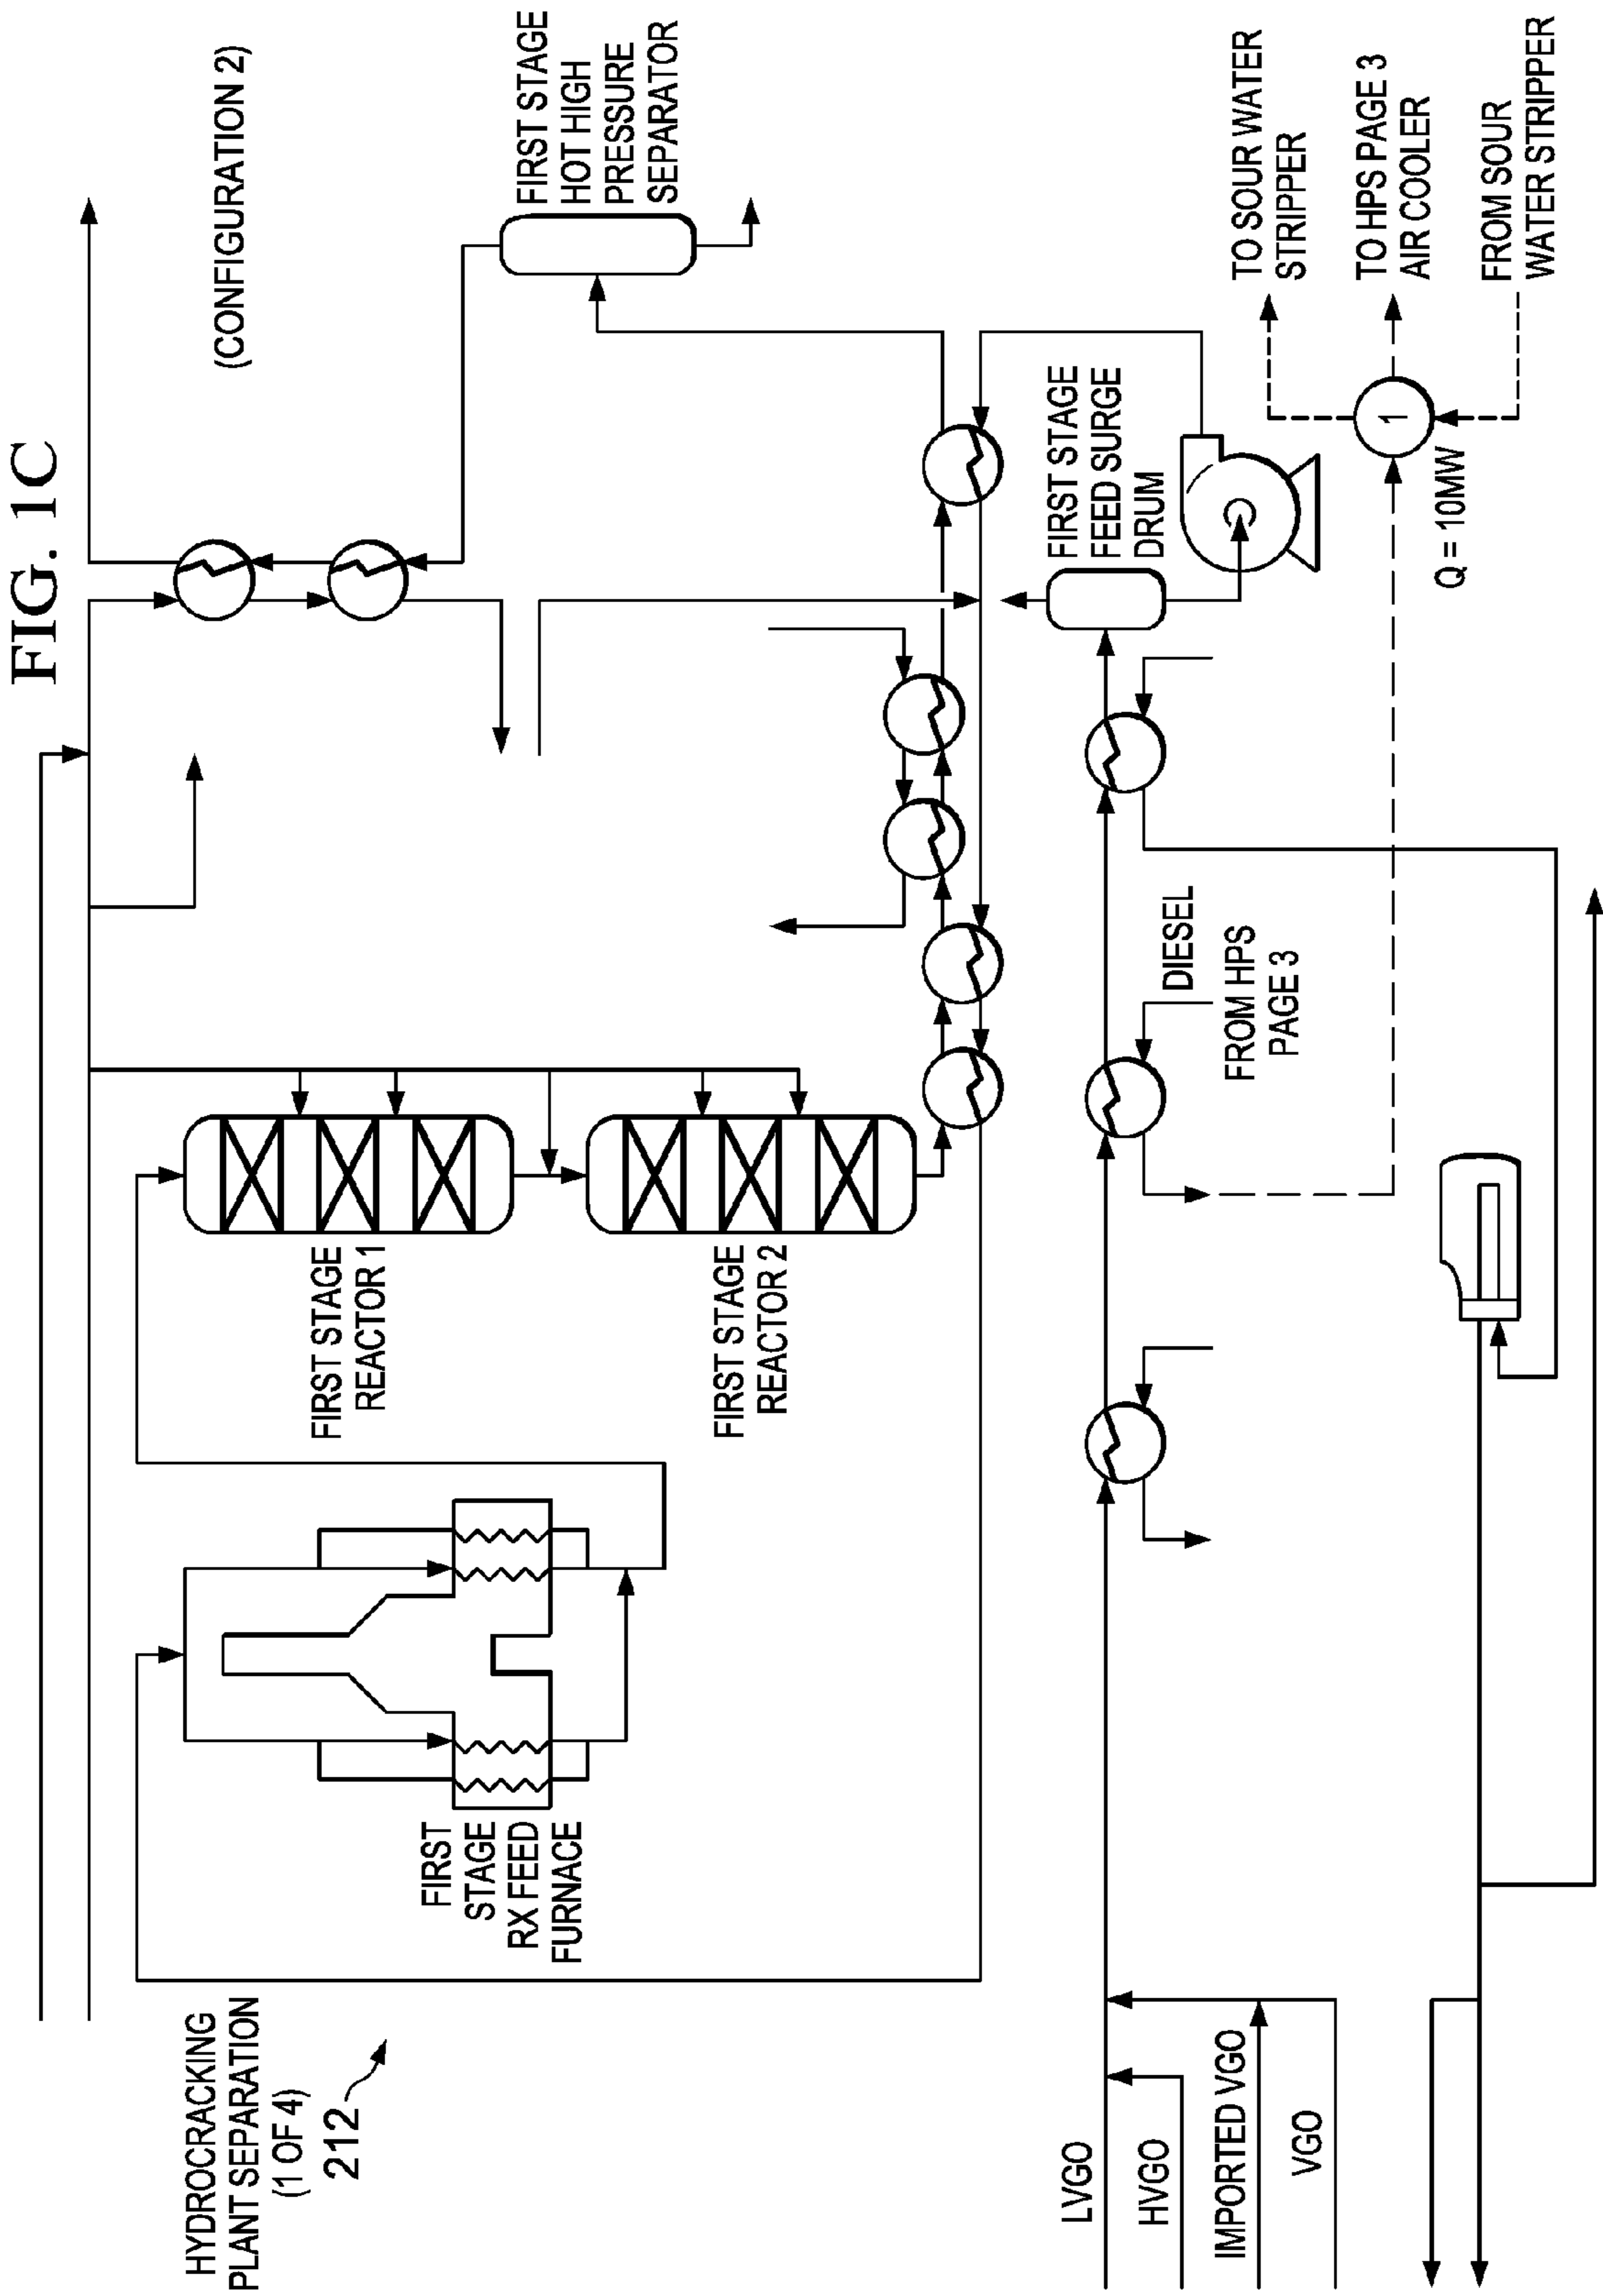 FIG. 1C
(CONFIGURATION 2)
HYDROCRACKING
PLANT SEPARATION
(1 OF 4)
212
FIRST
STAGE
RX FEED
FURNACE
FIRST STAGE
REACTOR 1
FIRST STAGE
REACTOR 2
FIRST STAGE
HOT HIGH
PRESSURE
SEPARATOR
LVGO
HVGO
IMPORTED VGO
VGO
DIESEL
FROM HPS
PAGE 3
FIRST STAGE
FEED SURGE
DRUM
Q = 10MW
1
TO SOUR WATER
STRIPPER
TO HPS PAGE 3
AIR COOLER
FROM SOUR
WATER STRIPPER